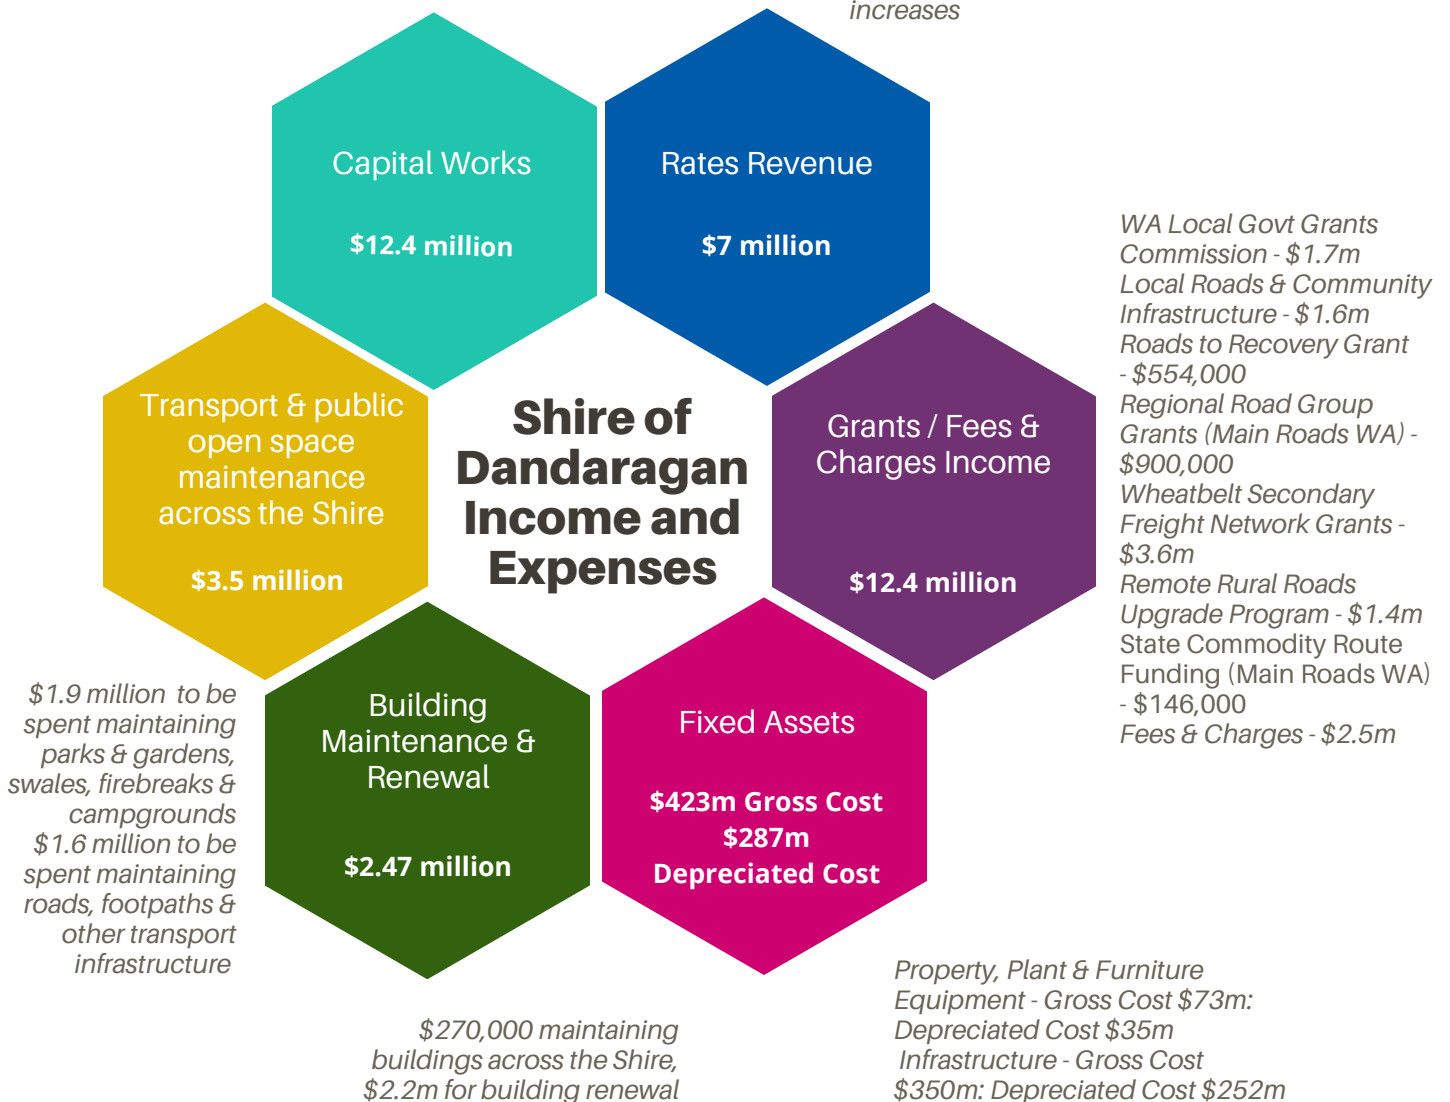 increases
Capital Works
$12.4 million
Rates Revenue
$7 million
WA Local Govt Grants
Commission - $1.7m
Local Roads & Community
Infrastructure - $1.6m
Roads to Recovery Grant
- $554,000
Regional Road Group
Grants (Main Roads WA) -
$900,000
Wheatbelt Secondary
Freight Network Grants -
$3.6m
Remote Rural Roads
Upgrade Program - $1.4m
State Commodity Route
Funding (Main Roads WA)
- $146,000
Fees & Charges - $2.5m
Transport & public
open space
maintenance
across the Shire
$3.5 million
Shire of
Dandaragan
Income and
Expenses
Grants / Fees &
Charges Income
$12.4 million
$1.9 million to be
spent maintaining
parks & gardens,
swales, firebreaks &
campgrounds
$1.6 million to be
spent maintaining
roads, footpaths &
other transport
infrastructure
Building
Maintenance &
Renewal
$2.47 million
Fixed Assets
$423m Gross Cost
$287m
Depreciated Cost
$270,000 maintaining
buildings across the Shire,
$2.2m for building renewal
Property, Plant & Furniture
Equipment - Gross Cost $73m:
Depreciated Cost $35m
Infrastructure - Gross Cost
$350m: Depreciated Cost $252m